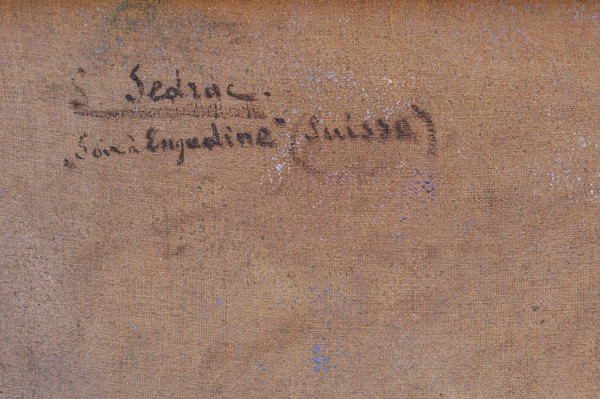 S Sedrac.
„Soir à Engadine" (Suisse)